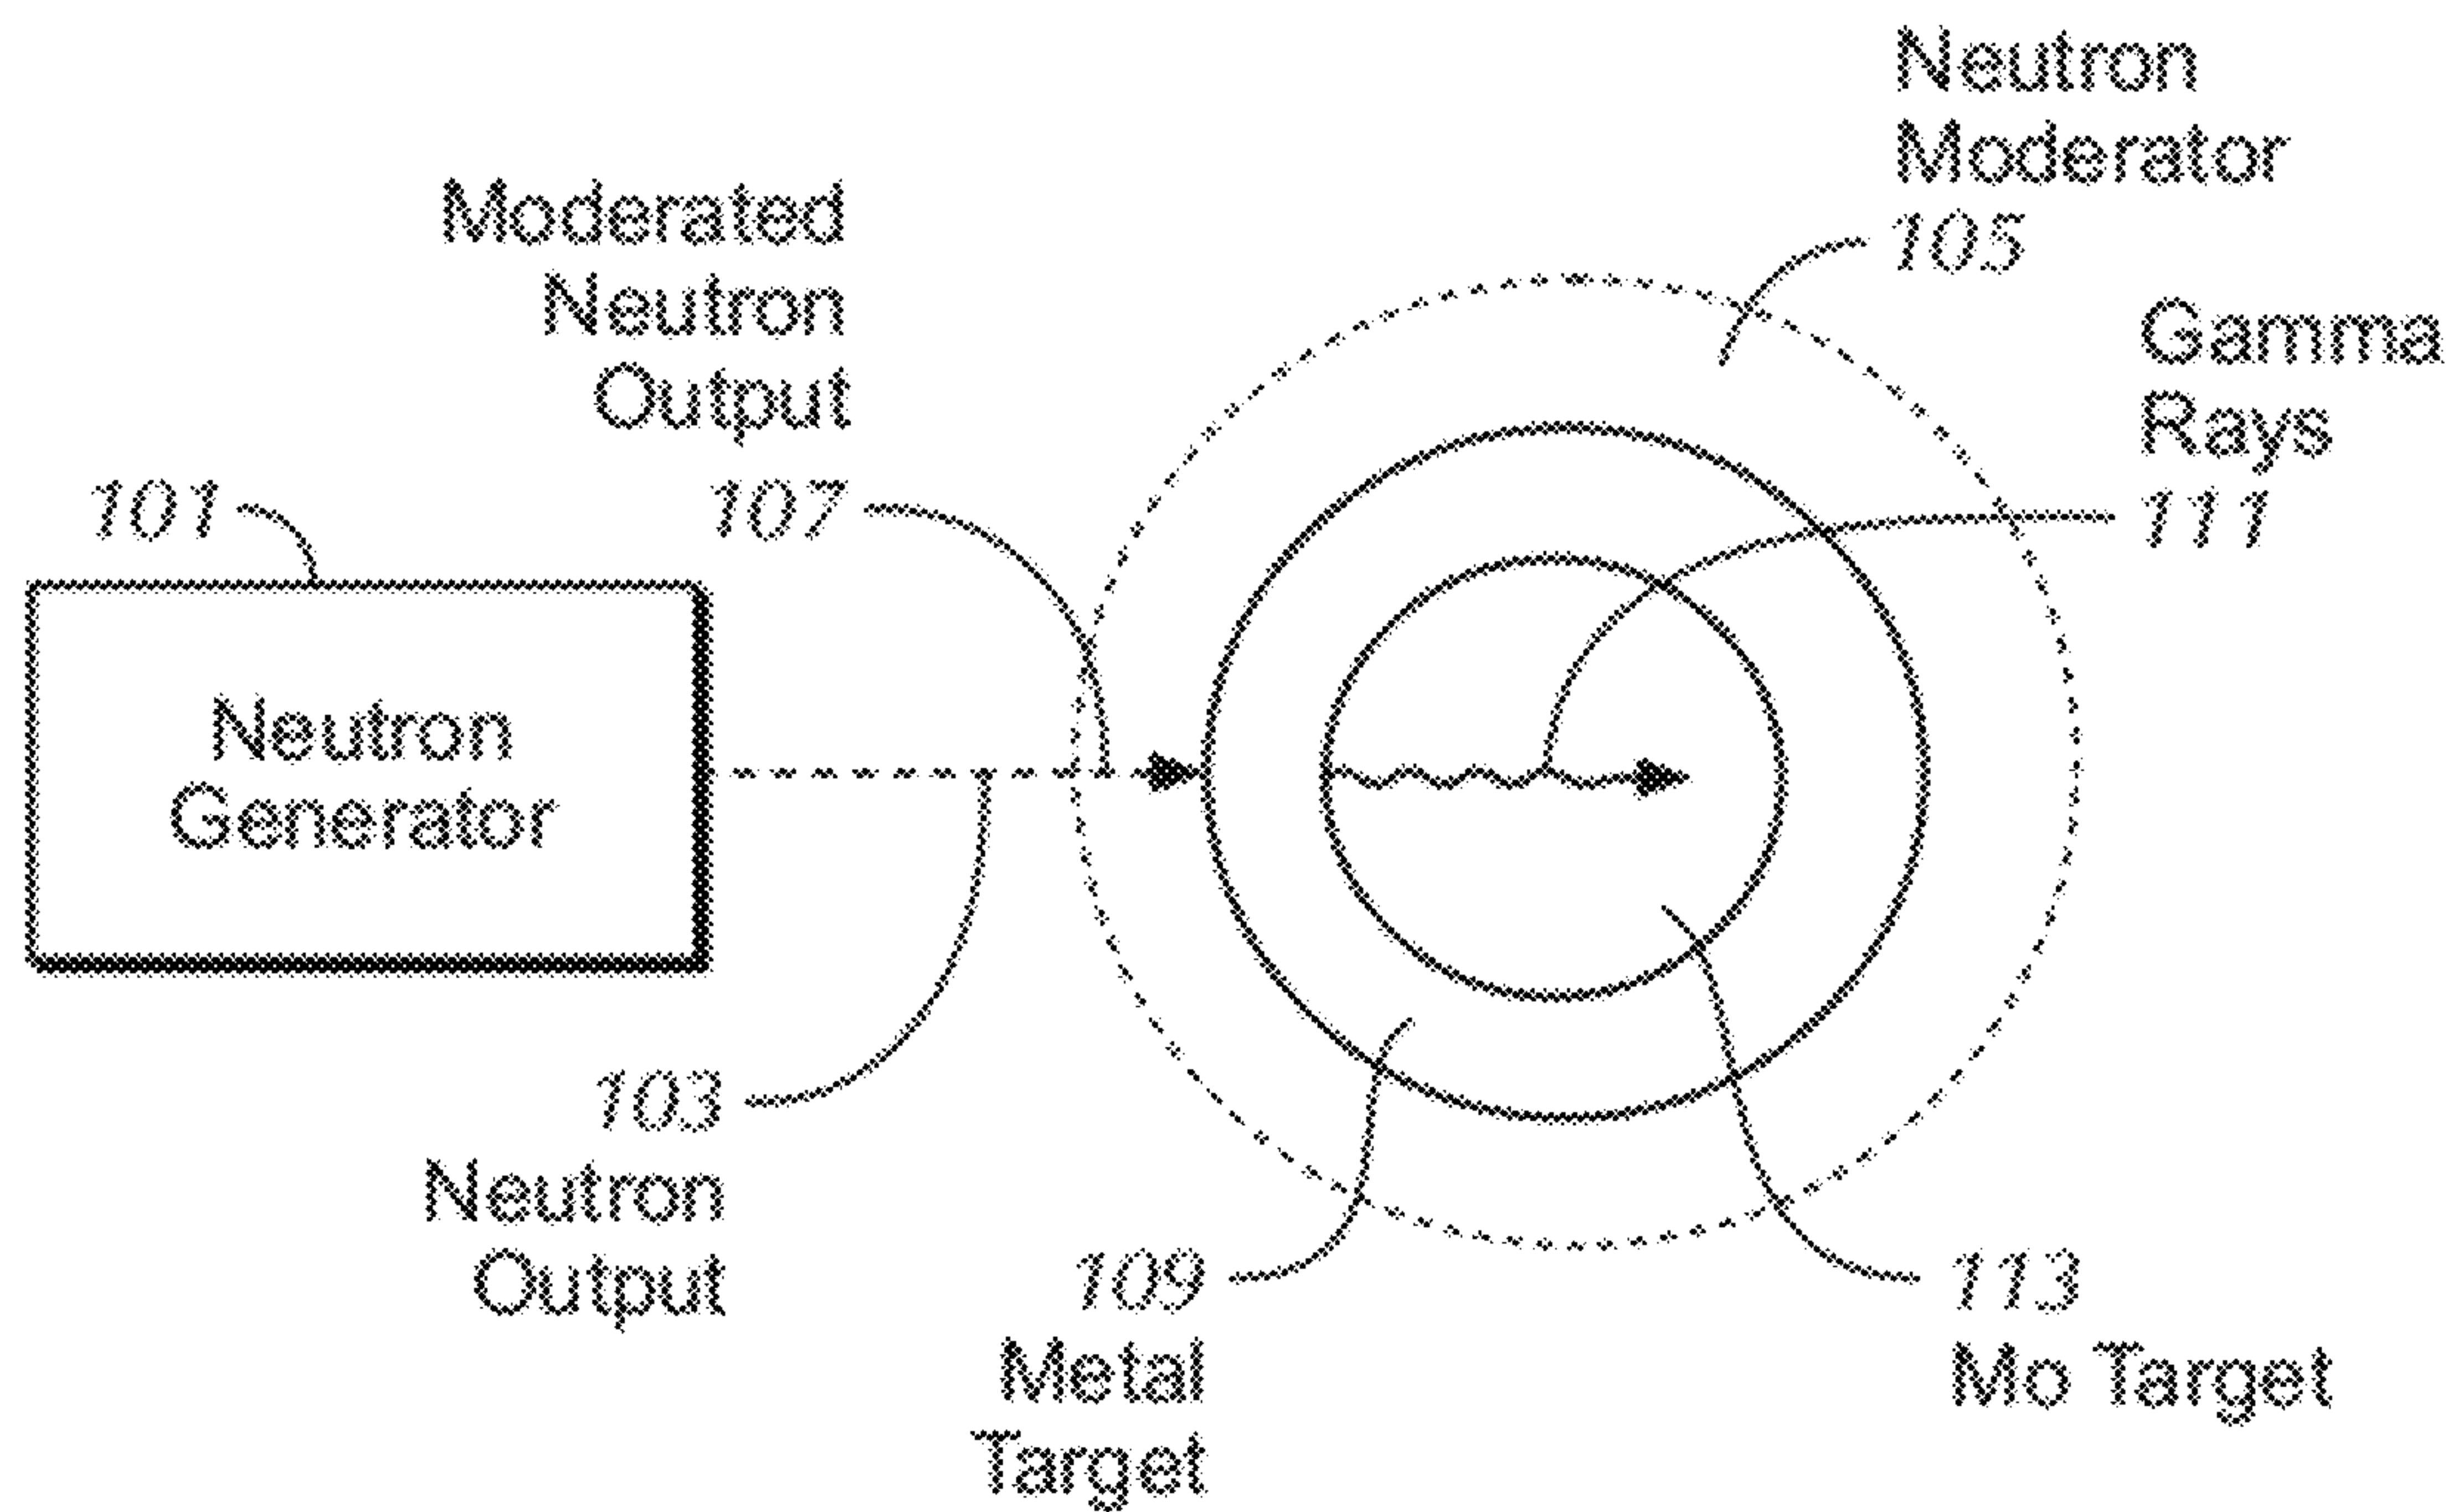 Neutron
Moderator
105
Moderated
Neutron
Output
107
Gamma
Rays
111
101
Neutron
Generator
103
Neutron
Output
109
Metal
Target
113
Mo Target